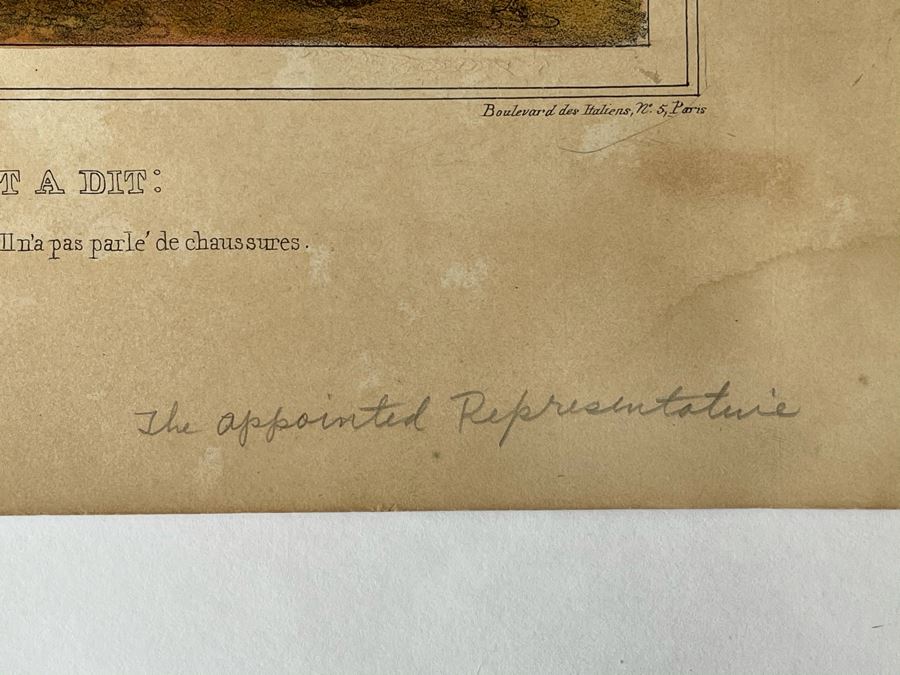 Boulevard des Italiens, N° 5, Paris
T A DIT:
Il n'a pas parlé de chaussures.
The appointed Representative